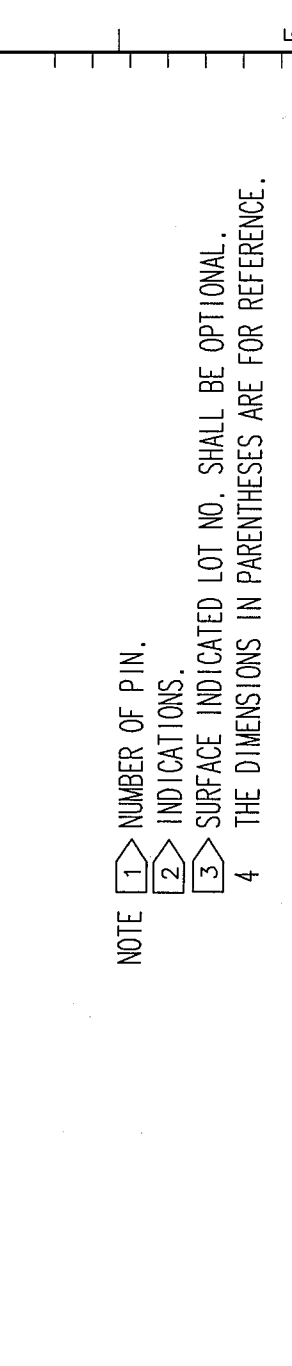 NOTE 1 NUMBER OF PIN.
2 INDICATIONS.
3 SURFACE INDICATED LOT NO. SHALL BE OPTIONAL.
4 THE DIMENSIONS IN PARENTHESES ARE FOR REFERENCE.